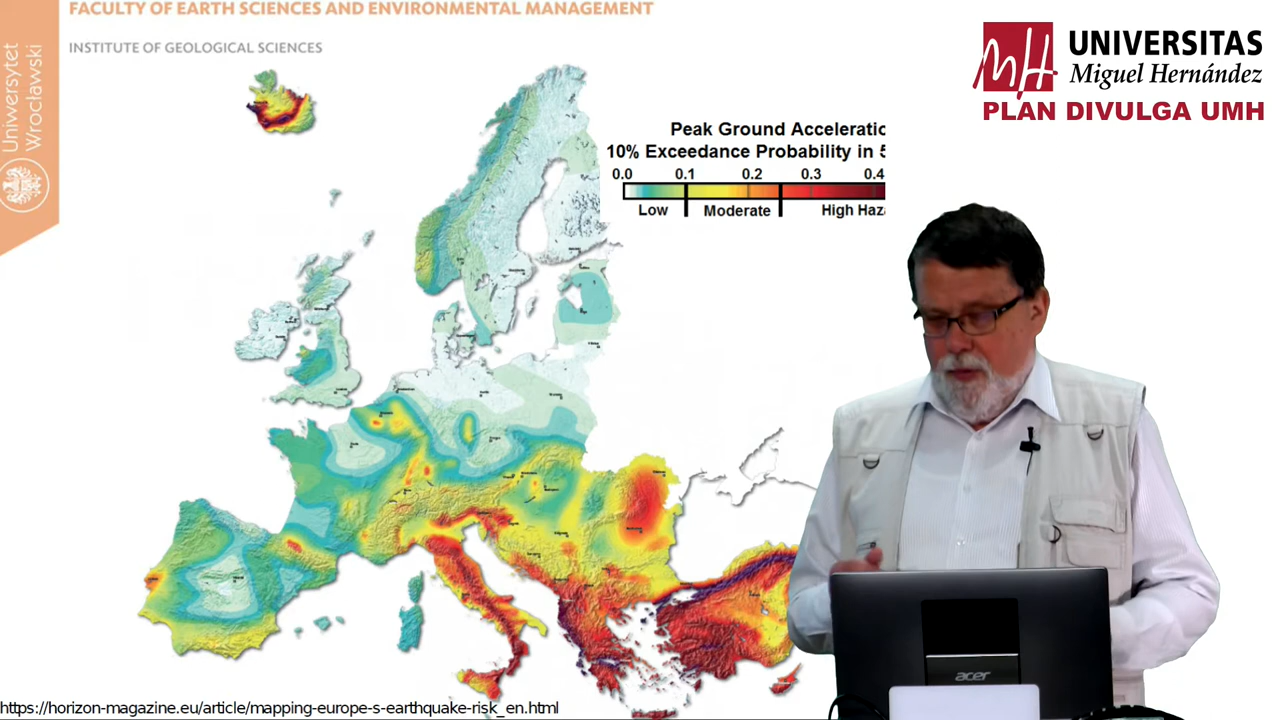 FACULTY OF EARTH SCIENCES AND ENVIRONMENTAL MANAGEMENT
INSTITUTE OF GEOLOGICAL SCIENCES
Uniwersytet
Wrocławski
UNIVERSITAS
Miguel Hernández
PLAN DIVULGA UMH
Peak Ground Acceleratio
10% Exceedance Probability in 5
0.0 0.1 0.2 0.3 0.4
Low Moderate High Haza
acer
https://horizon-magazine.eu/article/mapping-europe-s-earthquake-risk_en.html